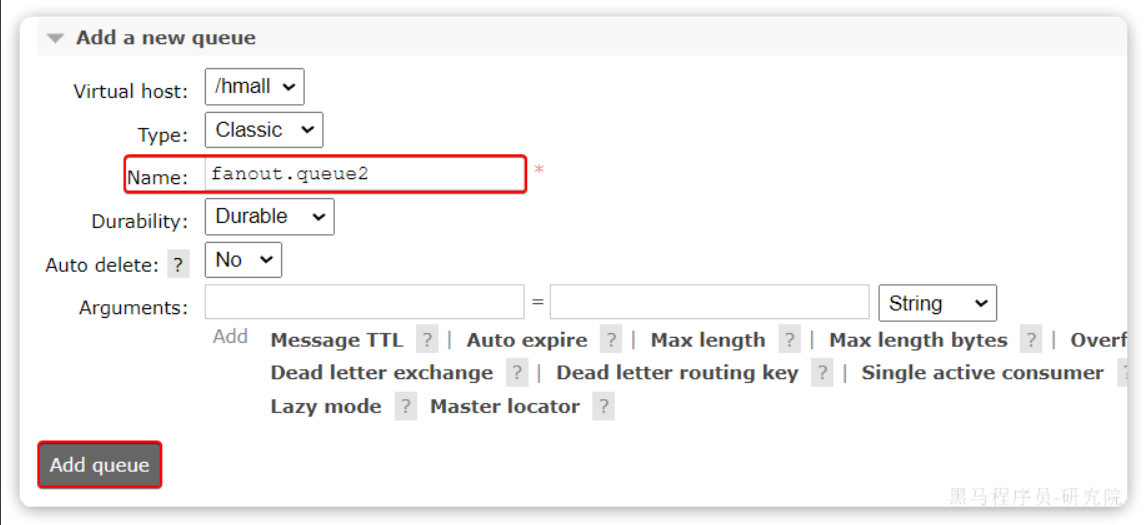 Add a new queue
Virtual host: /hmall
Type: Classic
Name: fanout.queue2 *
Durability: Durable
Auto delete: ? No
Arguments: = String
Add Message TTL ? | Auto expire ? | Max length ? | Max length bytes ? | Overf
Dead letter exchange ? | Dead letter routing key ? | Single active consumer ?
Lazy mode ? Master locator ?
Add queue
黑马程序员-研究院